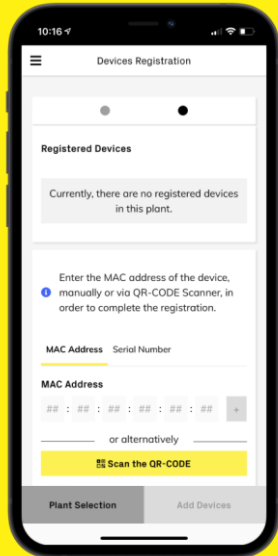 10:16
Devices Registration
Registered Devices
Currently, there are no registered devices
in this plant.
Enter the MAC address of the device,
manually or via QR-CODE Scanner, in
order to complete the registration.
MAC Address Serial Number
MAC Address
## : ## : ## : ## : ## : ## +
or alternatively
Scan the QR-CODE
Plant Selection Add Devices